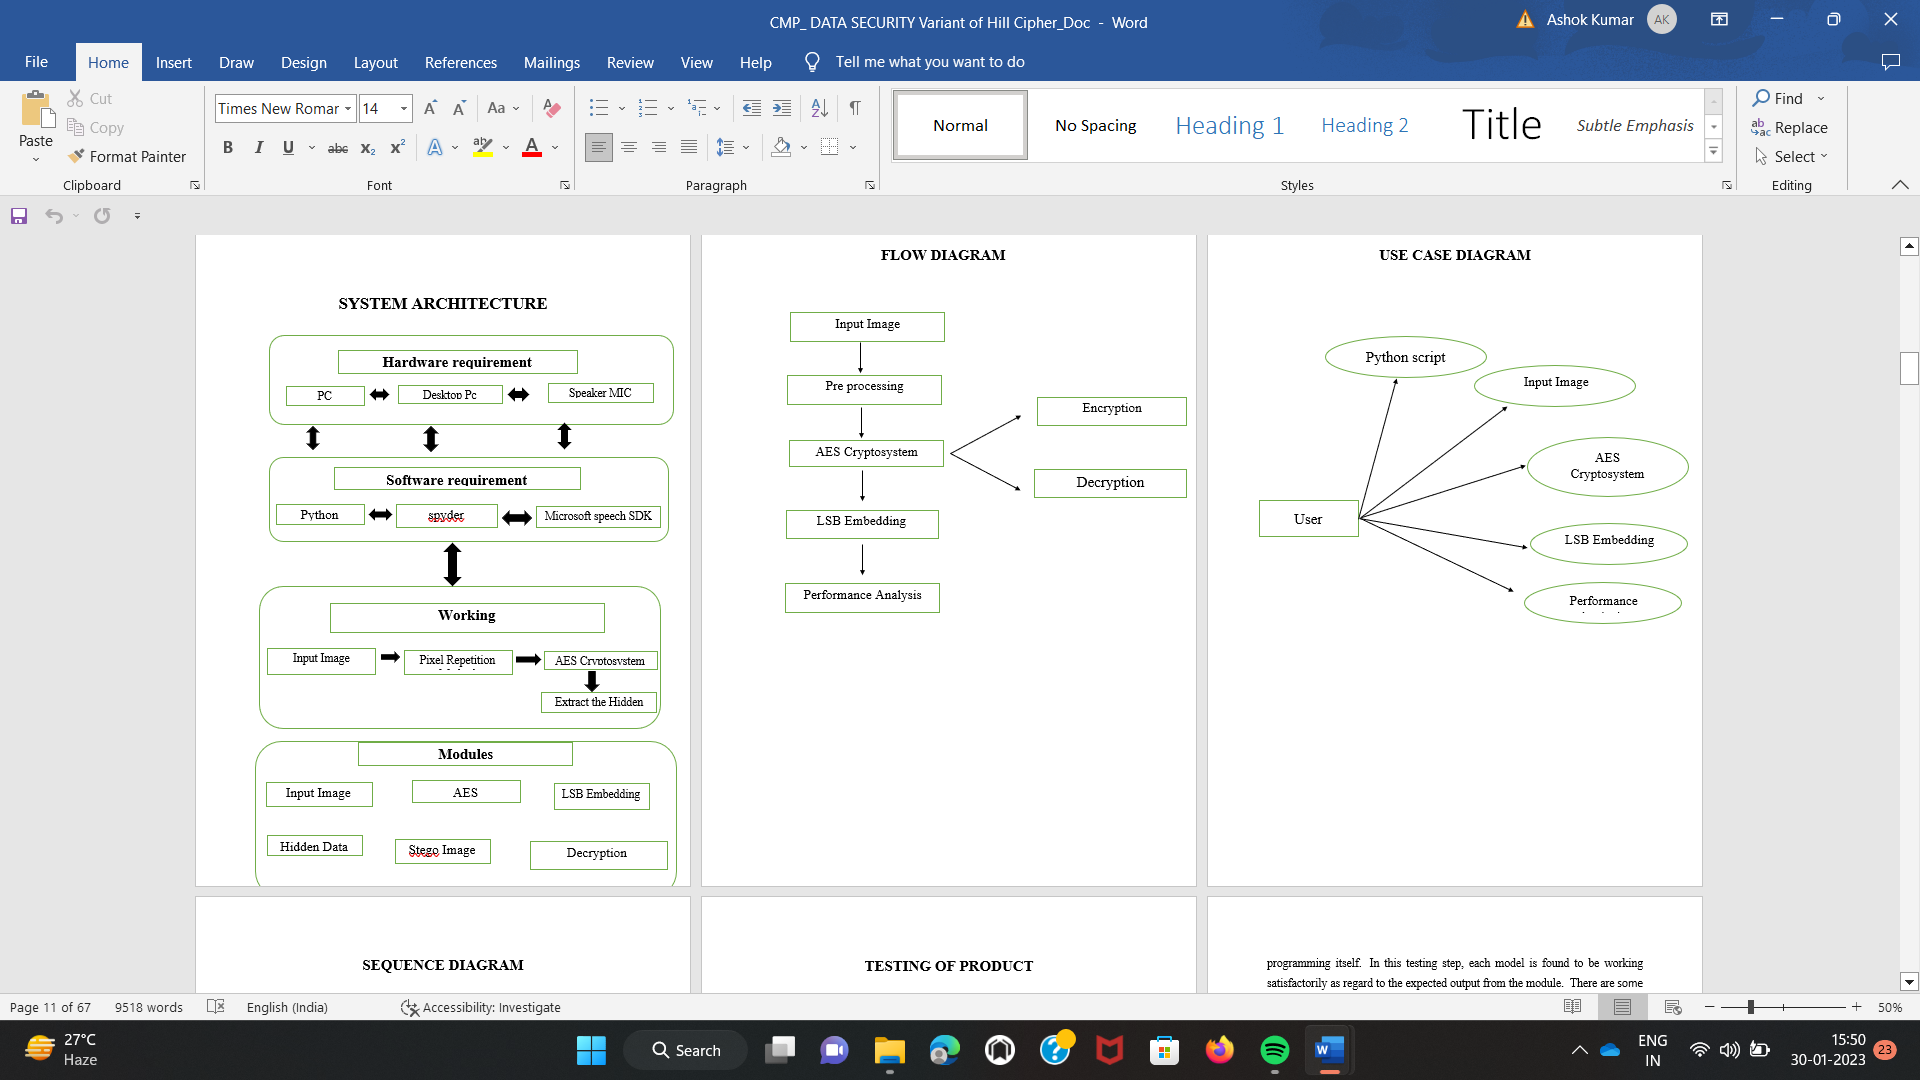 CMP_ DATA SECURITY Variant of Hill Cipher_Doc - Word
Ashok Kumar
AK
File
Home
Insert
Draw
Design
Layout
References
Mailings
Review
View
Help
Tell me what you want to do
Paste
Cut
Copy
Format Painter
Clipboard
Times New Romar
14
Aa
B I U abc x₂ x² A ab A
Font
Paragraph
Normal
No Spacing
Heading 1
Heading 2
Title
Subtle Emphasis
Styles
Find
Replace
Select
Editing
SYSTEM ARCHITECTURE
Hardware requirement
PC
Desktop Pc
Speaker MIC
Software requirement
Python
spyder
Microsoft speech SDK
Working
Input Image
Pixel Repetition
AES Cryptosystem
Extract the Hidden
Modules
Input Image
AES
LSB Embedding
Hidden Data
Stego Image
Decryption
FLOW DIAGRAM
Input Image
Pre processing
AES Cryptosystem
Encryption
Decryption
LSB Embedding
Performance Analysis
USE CASE DIAGRAM
Python script
Input Image
AES
Cryptosystem
User
LSB Embedding
Performance
SEQUENCE DIAGRAM
TESTING OF PRODUCT
programming itself. In this testing step, each model is found to be working
satisfactorily as regard to the expected output from the module. There are some
Page 11 of 67
9518 words
English (India)
Accessibility: Investigate
50%
27°C
Haze
Search
ENG
IN
15:50
30-01-2023
23